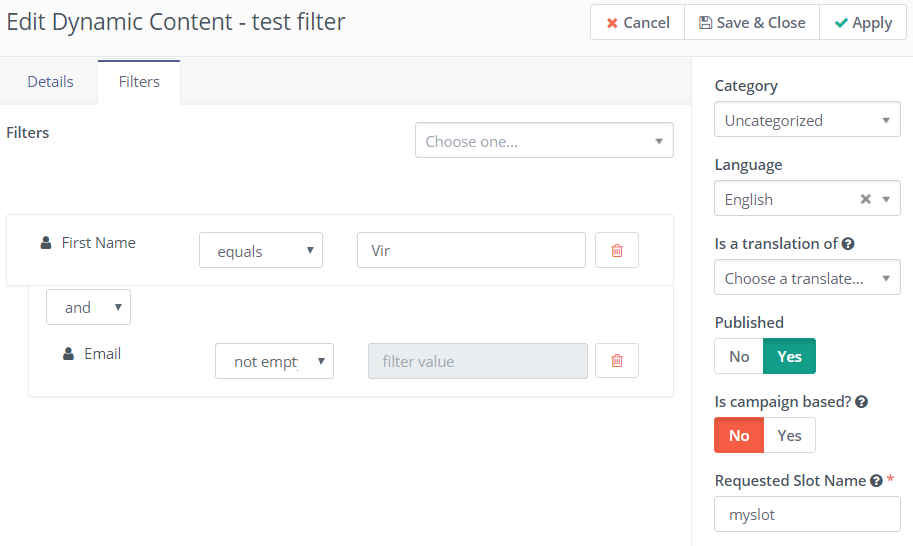 Edit Dynamic Content - test filter
Cancel
Save & Close
Apply
Details
Filters
Filters
Choose one...
First Name
equals
Vir
and
Email
not empty
filter value
Category
Uncategorized
Language
English
Is a translation of
Choose a translate...
Published
No
Yes
Is campaign based?
No
Yes
Requested Slot Name *
myslot